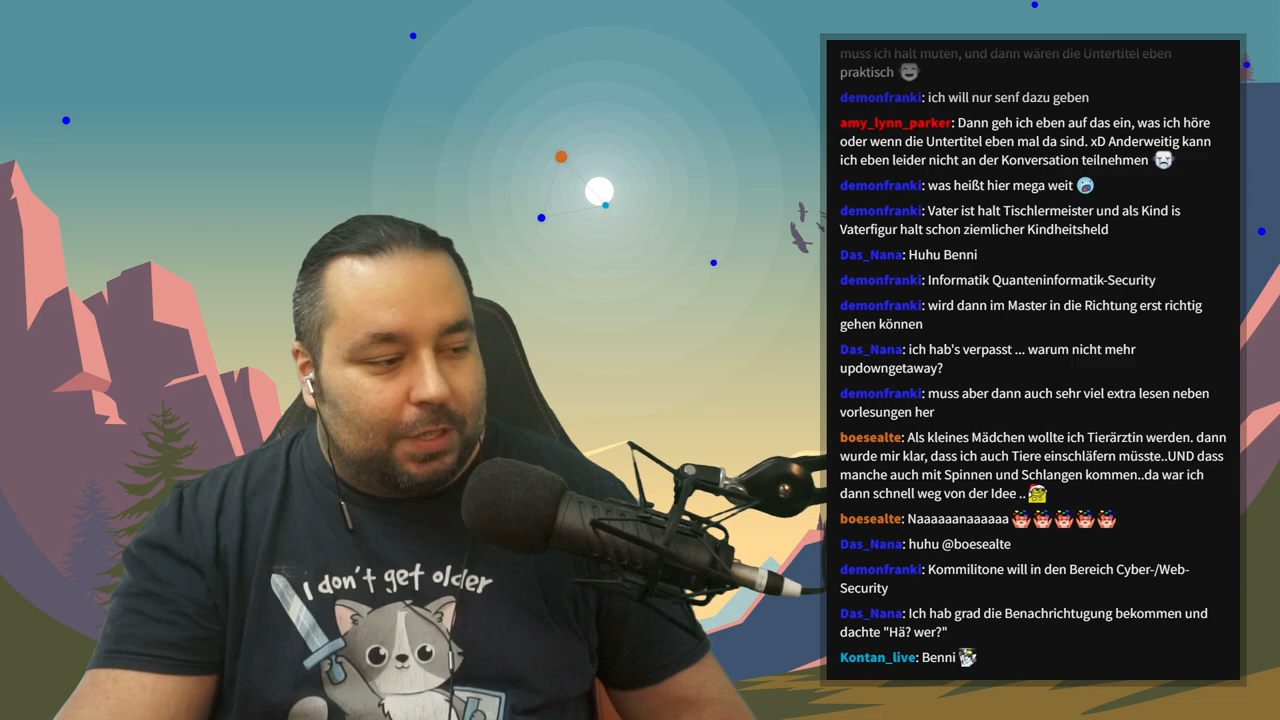 muss ich halt muten, und dann wären die Untertitel eben
praktisch
demonfranki: ich will nur senf dazu geben
amy_lynn_parker: Dann geh ich eben auf das ein, was ich höre
oder wenn die Untertitel eben mal da sind. xD Anderweitig kann
ich eben leider nicht an der Konversation teilnehmen
demonfranki: was heißt hier mega weit
demonfranki: Vater ist halt Tischlermeister und als Kind is
Vaterfigur halt schon ziemlicher Kindheitsheld
Das_Nana: Huhu Benni
demonfranki: Informatik Quanteninformatik-Security
demonfranki: wird dann im Master in die Richtung erst richtig
gehen können
Das_Nana: ich hab's verpasst ... warum nicht mehr
updowngetaway?
demonfranki: muss aber dann auch sehr viel extra lesen neben
vorlesungen her
boesealte: Als kleines Mädchen wollte ich Tierärztin werden. dann
wurde mir klar, dass ich auch Tiere einschläfern müsste..UND dass
manche auch mit Spinnen und Schlangen kommen..da war ich
dann schnell weg von der Idee ..
boesealte: Naaaaaanaaaaaa
Das_Nana: huhu @boesealte
demonfranki: Kommilitone will in den Bereich Cyber-/Web-
Security
Das_Nana: Ich hab grad die Benachrichtugung bekommen und
dachte "Hä? wer?"
Kontan_live: Benni
I don't get older